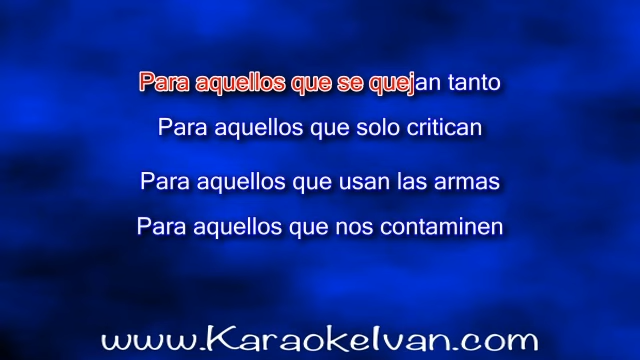 Para aquellos que se quejan tanto
Para aquellos que solo critican
Para aquellos que usan las armas
Para aquellos que nos contaminen
www.KaraokeIvan.com